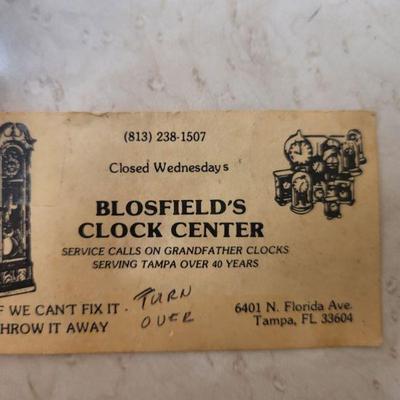 (813) 238-1507
Closed Wednesdays
BLOSFIELD'S
CLOCK CENTER
SERVICE CALLS ON GRANDFATHER CLOCKS
SERVING TAMPA OVER 40 YEARS
F WE CAN'T FIX IT -
HROW IT AWAY
TURN
OVER
6401 N. Florida Ave.
Tampa, FL 33604